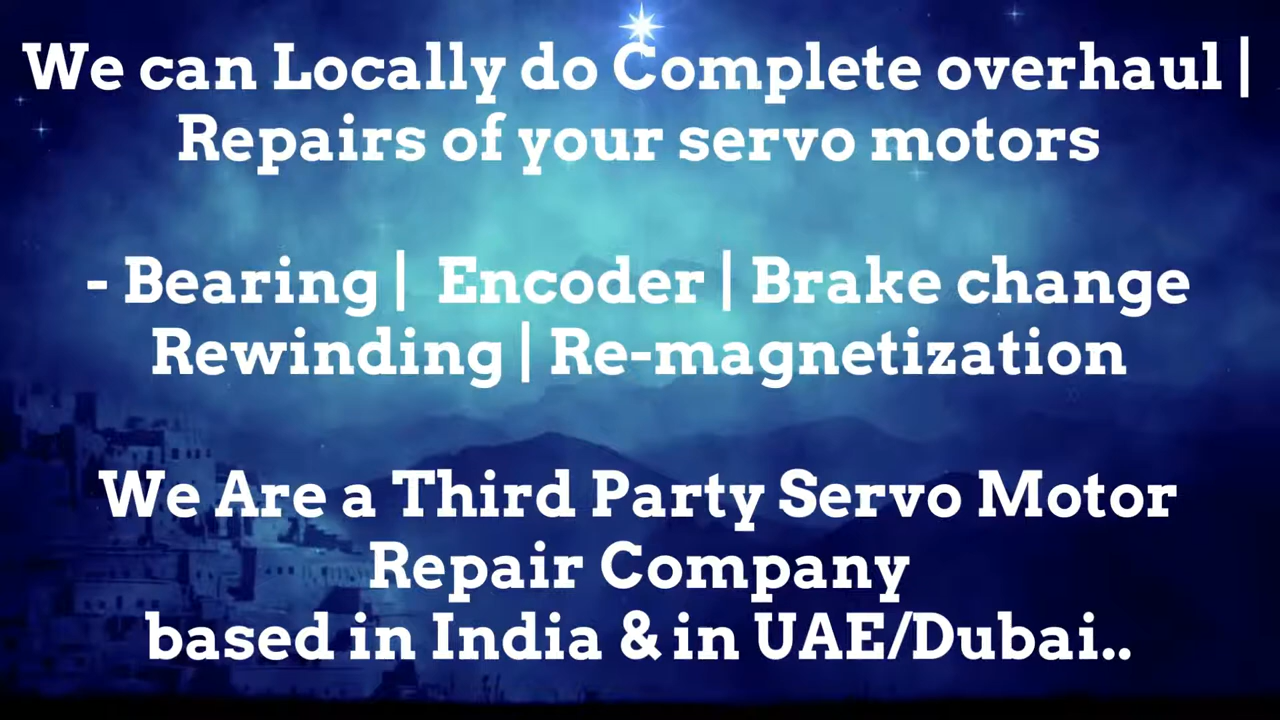 We can Locally do Complete overhaul |
Repairs of your servo motors
- Bearing | Encoder | Brake change
Rewinding | Re-magnetization
We Are a Third Party Servo Motor
Repair Company
based in India & in UAE/Dubai..